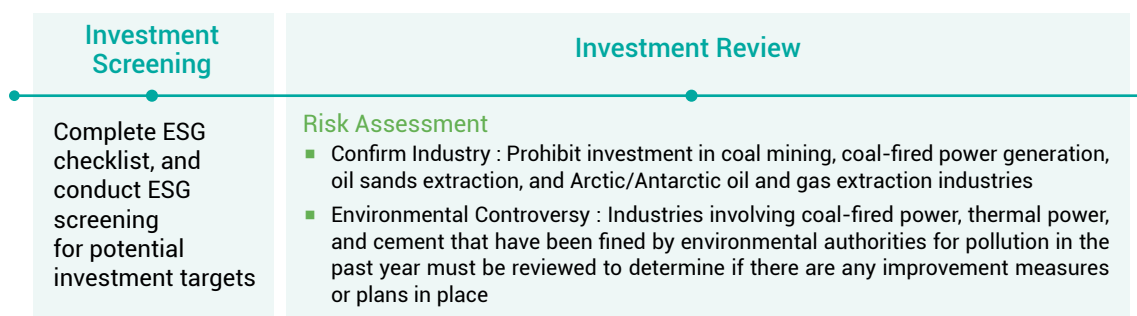 Investment
Screening
Complete ESG
checklist, and
conduct ESG
screening
for potential
investment targets
Investment Review
Risk Assessment
▪ Confirm Industry : Prohibit investment in coal mining, coal-fired power generation,
oil sands extraction, and Arctic/Antarctic oil and gas extraction industries
▪ Environmental Controversy : Industries involving coal-fired power, thermal power,
and cement that have been fined by environmental authorities for pollution in the
past year must be reviewed to determine if there are any improvement measures
or plans in place